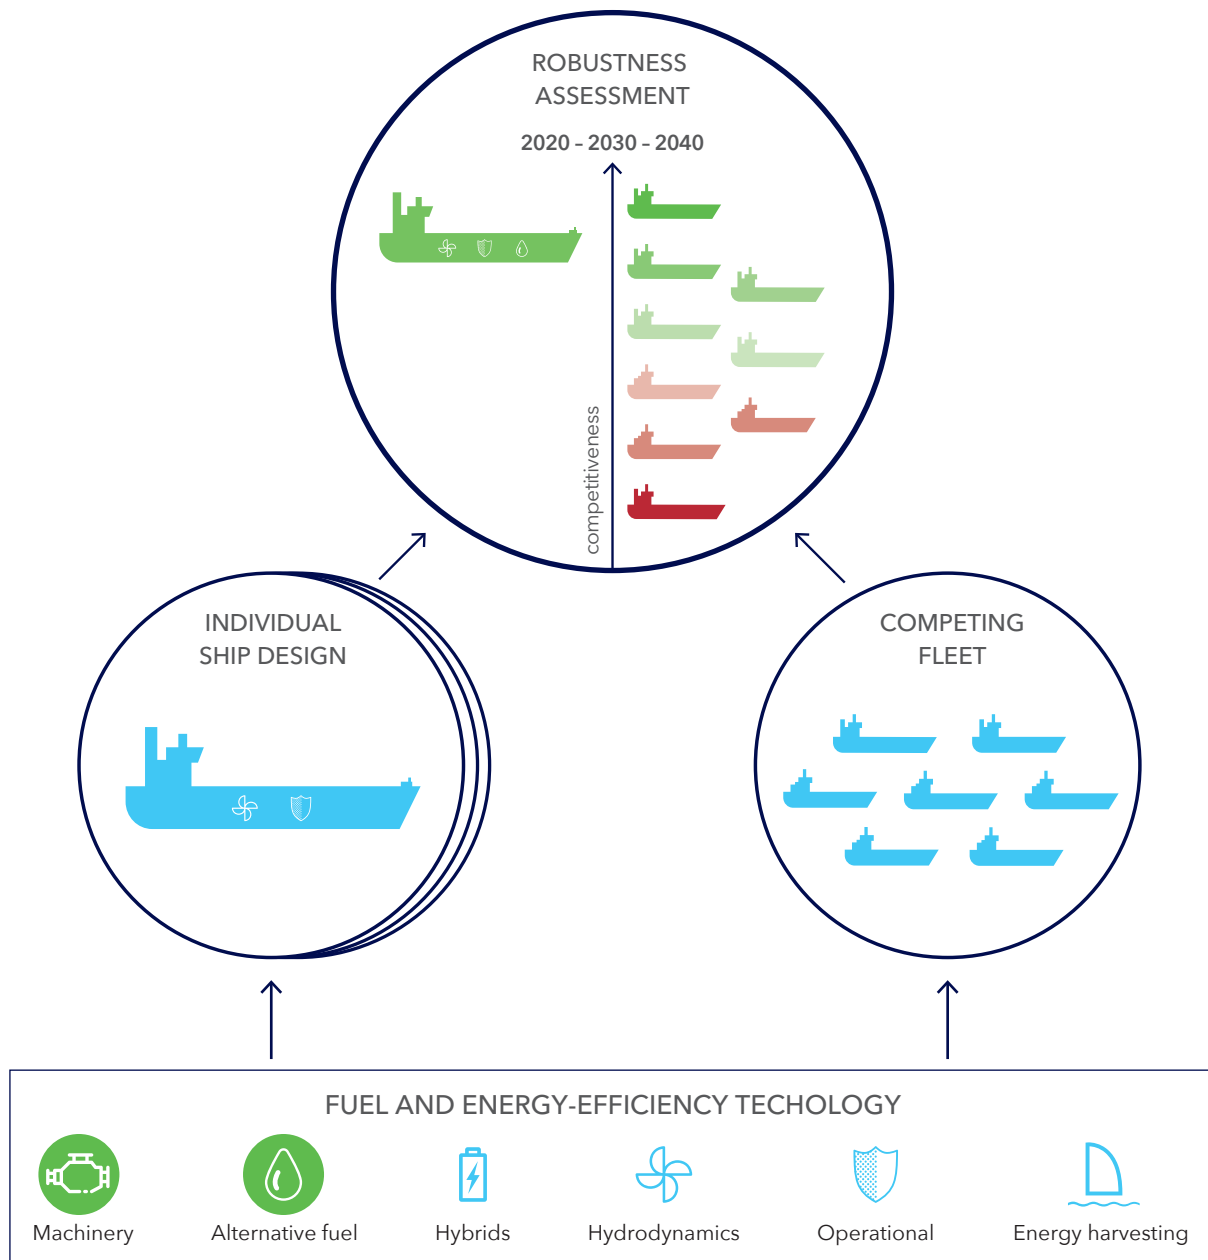 ROBUSTNESS
ASSESSMENT
2020 – 2030 – 2040
competitiveness
INDIVIDUAL
SHIP DESIGN
COMPETING
FLEET
FUEL AND ENERGY-EFFICIENCY TECHOLOGY
Machinery
Alternative fuel
Hybrids
Hydrodynamics
Operational
Energy harvesting